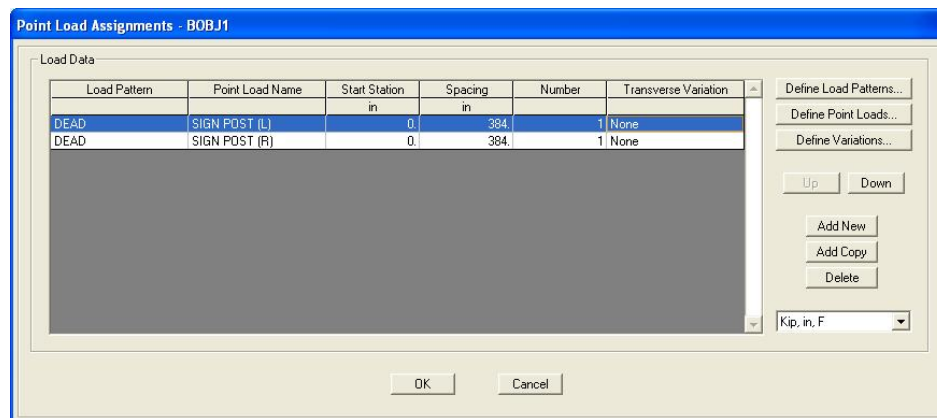 Point Load Assignments - BOBJ1
Load Data
Load Pattern Point Load Name Start Station Spacing Number Transverse Variation
in in
DEAD SIGN POST (L) 0. 384. 1 None
DEAD SIGN POST (R) 0. 384. 1 None
Define Load Patterns...
Define Point Loads...
Define Variations...
Up Down
Add New
Add Copy
Delete
Kip, in, F
OK Cancel